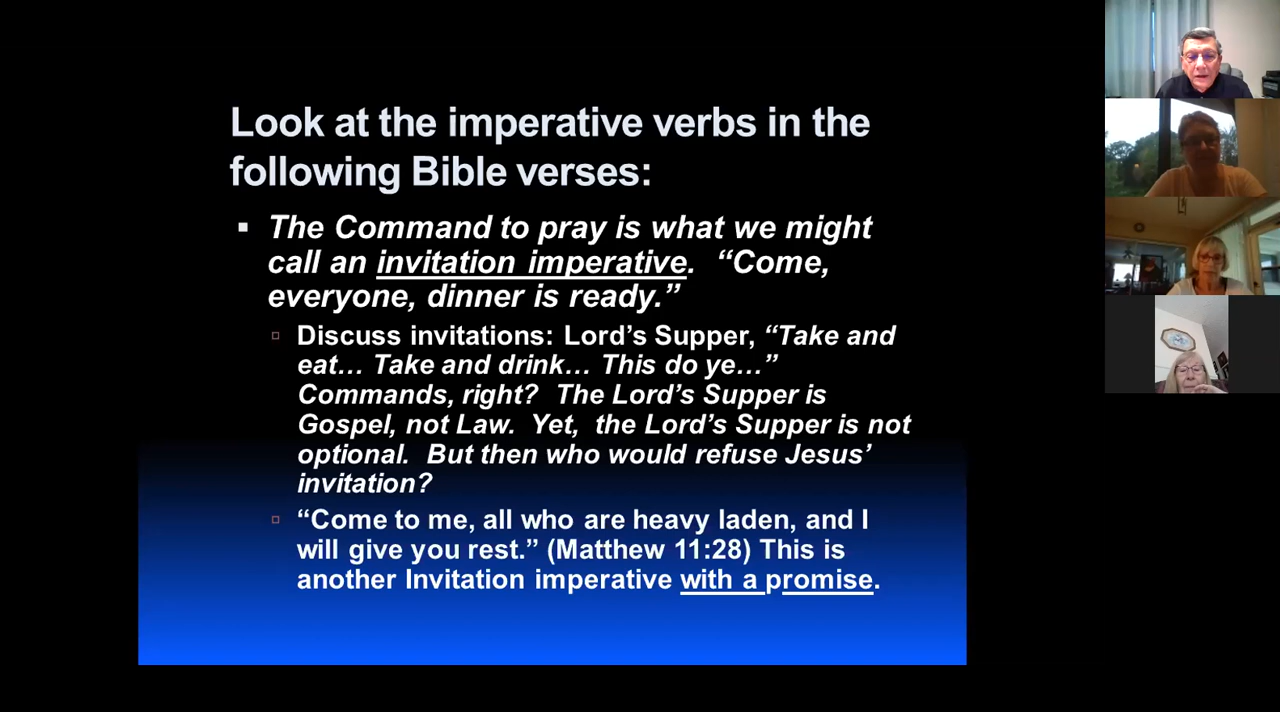 Look at the imperative verbs in the
following Bible verses:
▪ The Command to pray is what we might
call an invitation imperative. “Come,
everyone, dinner is ready.”
▫ Discuss invitations: Lord’s Supper, “Take and
eat… Take and drink… This do ye…”
Commands, right? The Lord’s Supper is
Gospel, not Law. Yet, the Lord’s Supper is not
optional. But then who would refuse Jesus’
invitation?
▫ “Come to me, all who are heavy laden, and I
will give you rest.” (Matthew 11:28) This is
another Invitation imperative with a promise.